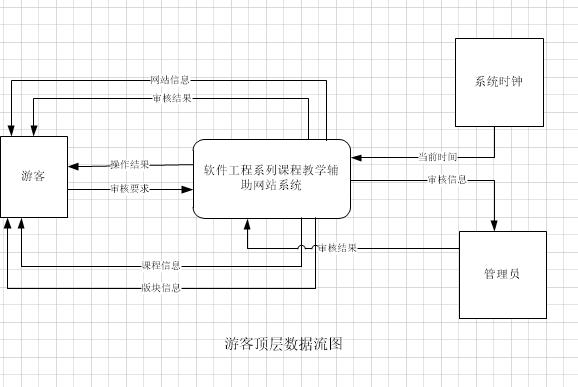 网站信息
系统时钟
审核结果
当前时间
操作结果
软件工程系列课程教学辅
助网站系统
游客
审核信息
审核要求
审核结果
课程信息
管理员
版块信息
游客顶层数据流图